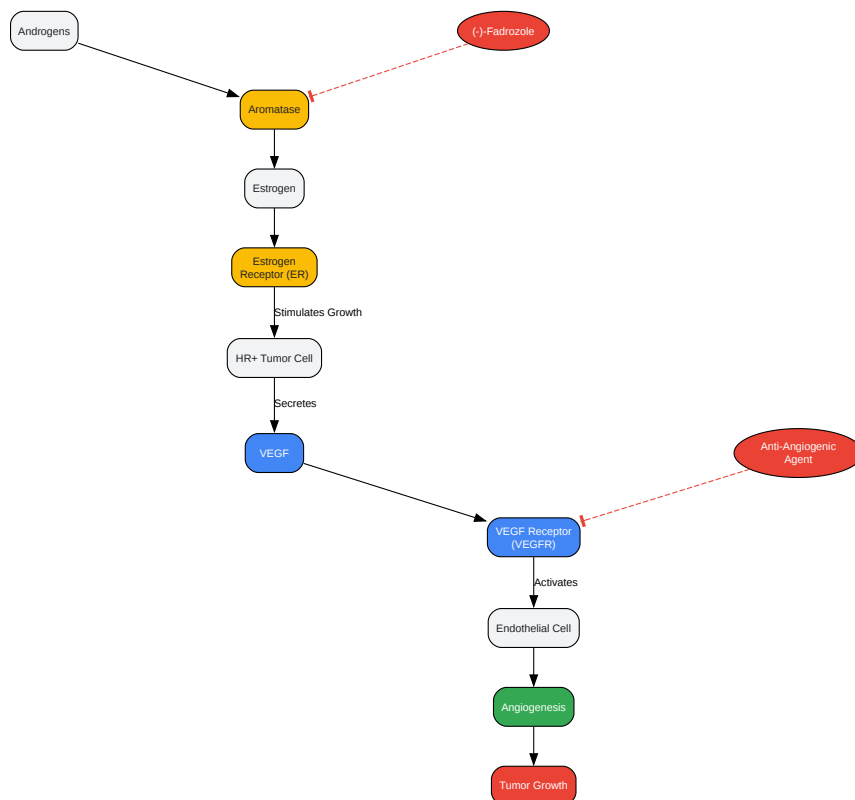 Androgens
(-)-Fadrozole
Aromatase
Estrogen
Estrogen
Receptor (ER)
Stimulates Growth
HR+ Tumor Cell
Secretes
VEGF
Anti-Angiogenic
Agent
VEGF Receptor
(VEGFR)
Activates
Endothelial Cell
Angiogenesis
Tumor Growth